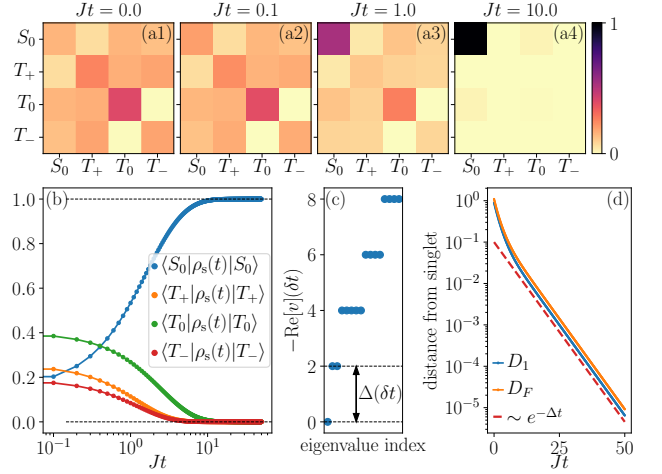 Jt = 0.0 Jt = 0.1 Jt = 1.0 Jt = 10.0
(a1) (a2) (a3) (a4)
S₀
T₊
T₀
T₋
1
0
S₀ T₊ T₀ T₋ S₀ T₊ T₀ T₋ S₀ T₊ T₀ T₋ S₀ T₊ T₀ T₋
(b)
1.0
0.8
0.6
0.4
0.2
0.0
⟨S₀|ρₛ(t)|S₀⟩
⟨T₊|ρₛ(t)|T₊⟩
⟨T₀|ρₛ(t)|T₀⟩
⟨T₋|ρₛ(t)|T₋⟩
10⁻¹ 10⁰ 10¹
Jt
(c)
−Re[v](δt)
8
6
4
2
0
Δ(δt)
eigenvalue index
(d)
distance from singlet
10⁰
10⁻¹
10⁻²
10⁻³
10⁻⁴
10⁻⁵
D₁
D_F
∼ e^{−Δt}
0 25 50
Jt